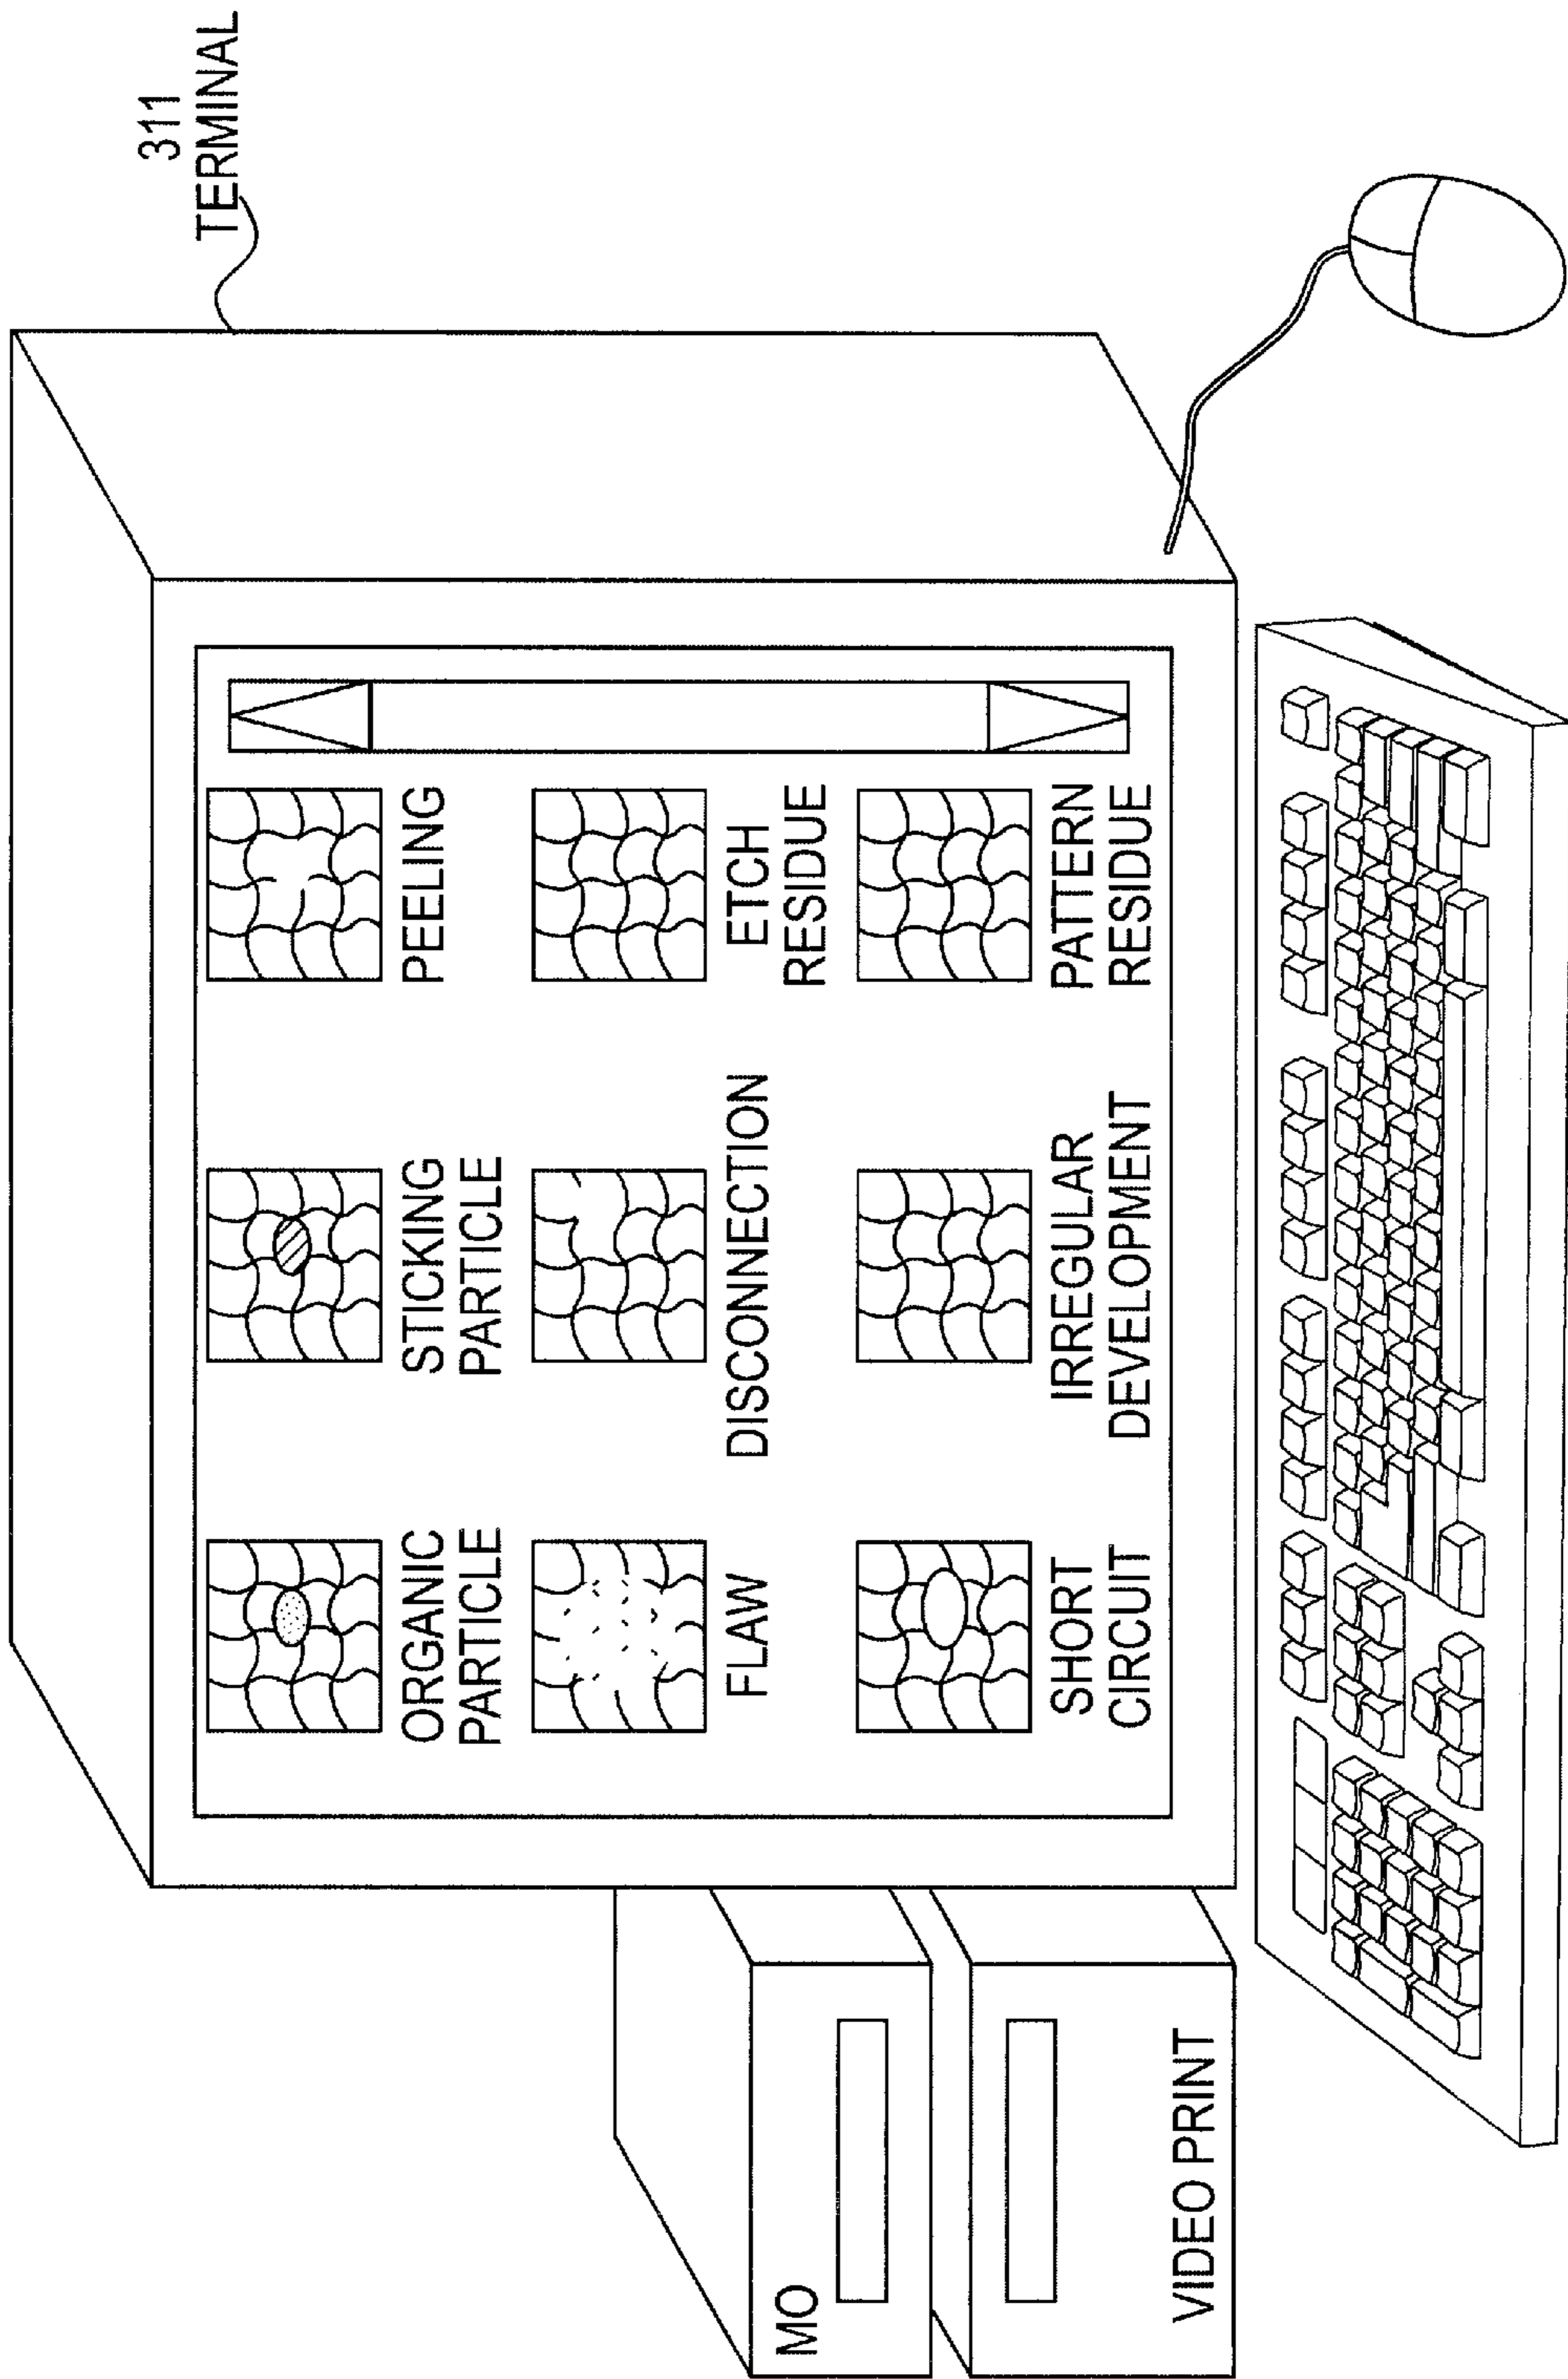 311
TERMINAL
ORGANIC
PARTICLE
STICKING
PARTICLE
PEELING
FLAW
DISCONNECTION
ETCH
RESIDUE
SHORT
CIRCUIT
IRREGULAR
DEVELOPMENT
PATTERN
RESIDUE
MO
VIDEO PRINT